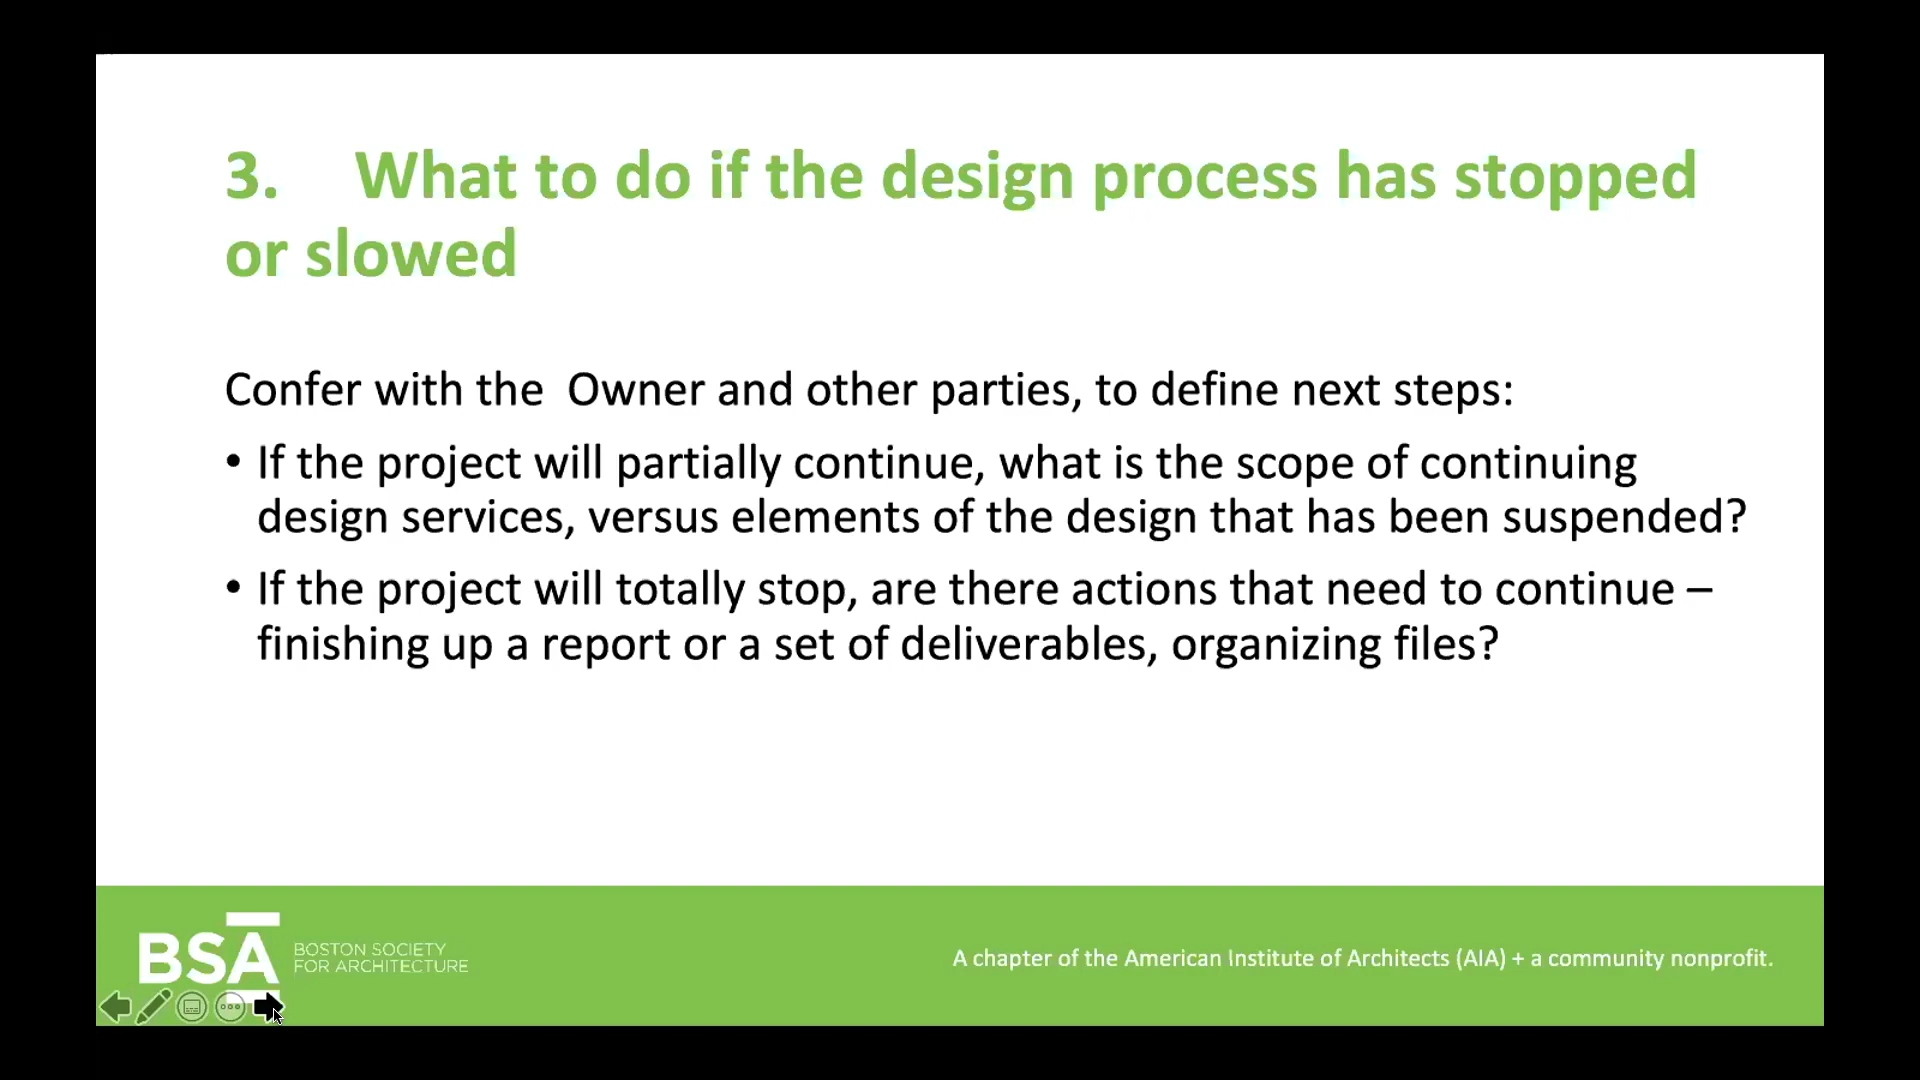 3. What to do if the design process has stopped
or slowed
Confer with the  Owner and other parties, to define next steps:
• If the project will partially continue, what is the scope of continuing
design services, versus elements of the design that has been suspended?
• If the project will totally stop, are there actions that need to continue –
finishing up a report or a set of deliverables, organizing files?
BSA
BOSTON SOCIETY
FOR ARCHITECTURE
A chapter of the American Institute of Architects (AIA) + a community nonprofit.